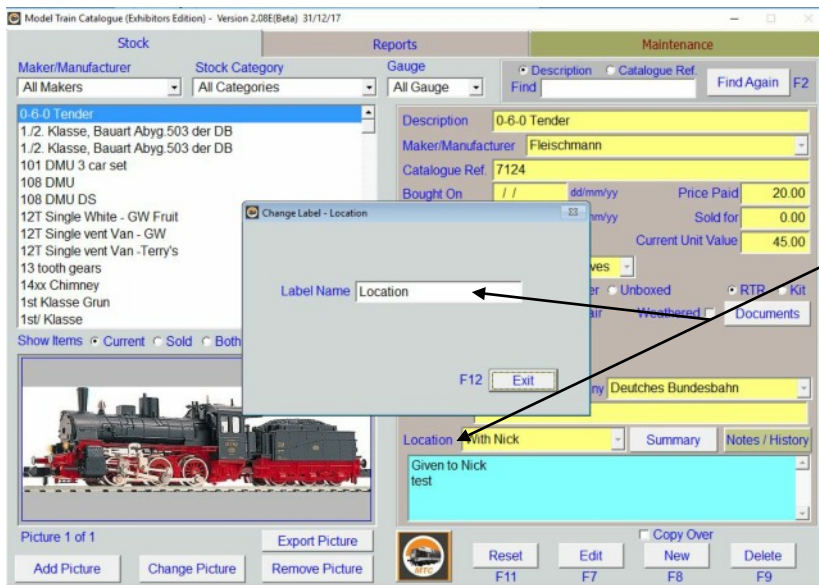 Model Train Catalogue (Exhibitors Edition) - Version 2.08E(Beta) 31/12/17
Stock Reports Maintenance
Maker/Manufacturer Stock Category Gauge
All Makers All Categories All Gauge
Description Catalogue Ref.
Find Find Again F2
0-6-0 Tender
1./2. Klasse, Bauart Abyg.503 der DB
1./2. Klasse, Bauart Abyg.503 der DB
101 DMU 3 car set
108 DMU
108 DMU DS
12T Single White - GW Fruit
12T Single vent Van - GW
12T Single vent Van -Terry's
13 tooth gears
14xx Chimney
1st Klasse Grun
1st/ Klasse
Show Items Current Sold Both
Description 0-6-0 Tender
Maker/Manufacturer Fleischmann
Catalogue Ref. 7124
Bought On / / dd/mm/yy Price Paid 20.00
Sold for 0.00
Current Unit Value 45.00
Unboxed RTR Kit
Weathered Documents
Deutches Bundesbahn
Location With Nick Summary Notes / History
Given to Nick
test
Change Label - Location
Label Name Location
F12 Exit
Picture 1 of 1 Export Picture
Add Picture Change Picture Remove Picture
MTC
Copy Over
Reset Edit New Delete
F11 F7 F8 F9